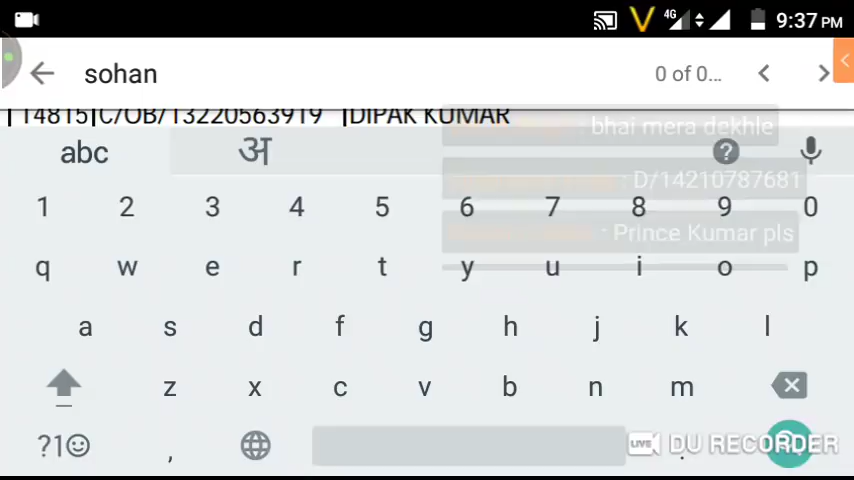 4G 9:37 PM
sohan 0 of 0...
14815 C/OB/13220563919 DIPAK KUMAR
: bhai mera dekhle
abc अ ?
: D/14210787681
1 2 3 4 5 6 7 8 9 0
: Prince Kumar pls
q w e r t y u i o p
a s d f g h j k l
z x c v b n m
?1 , .
LIVE DU RECORDER